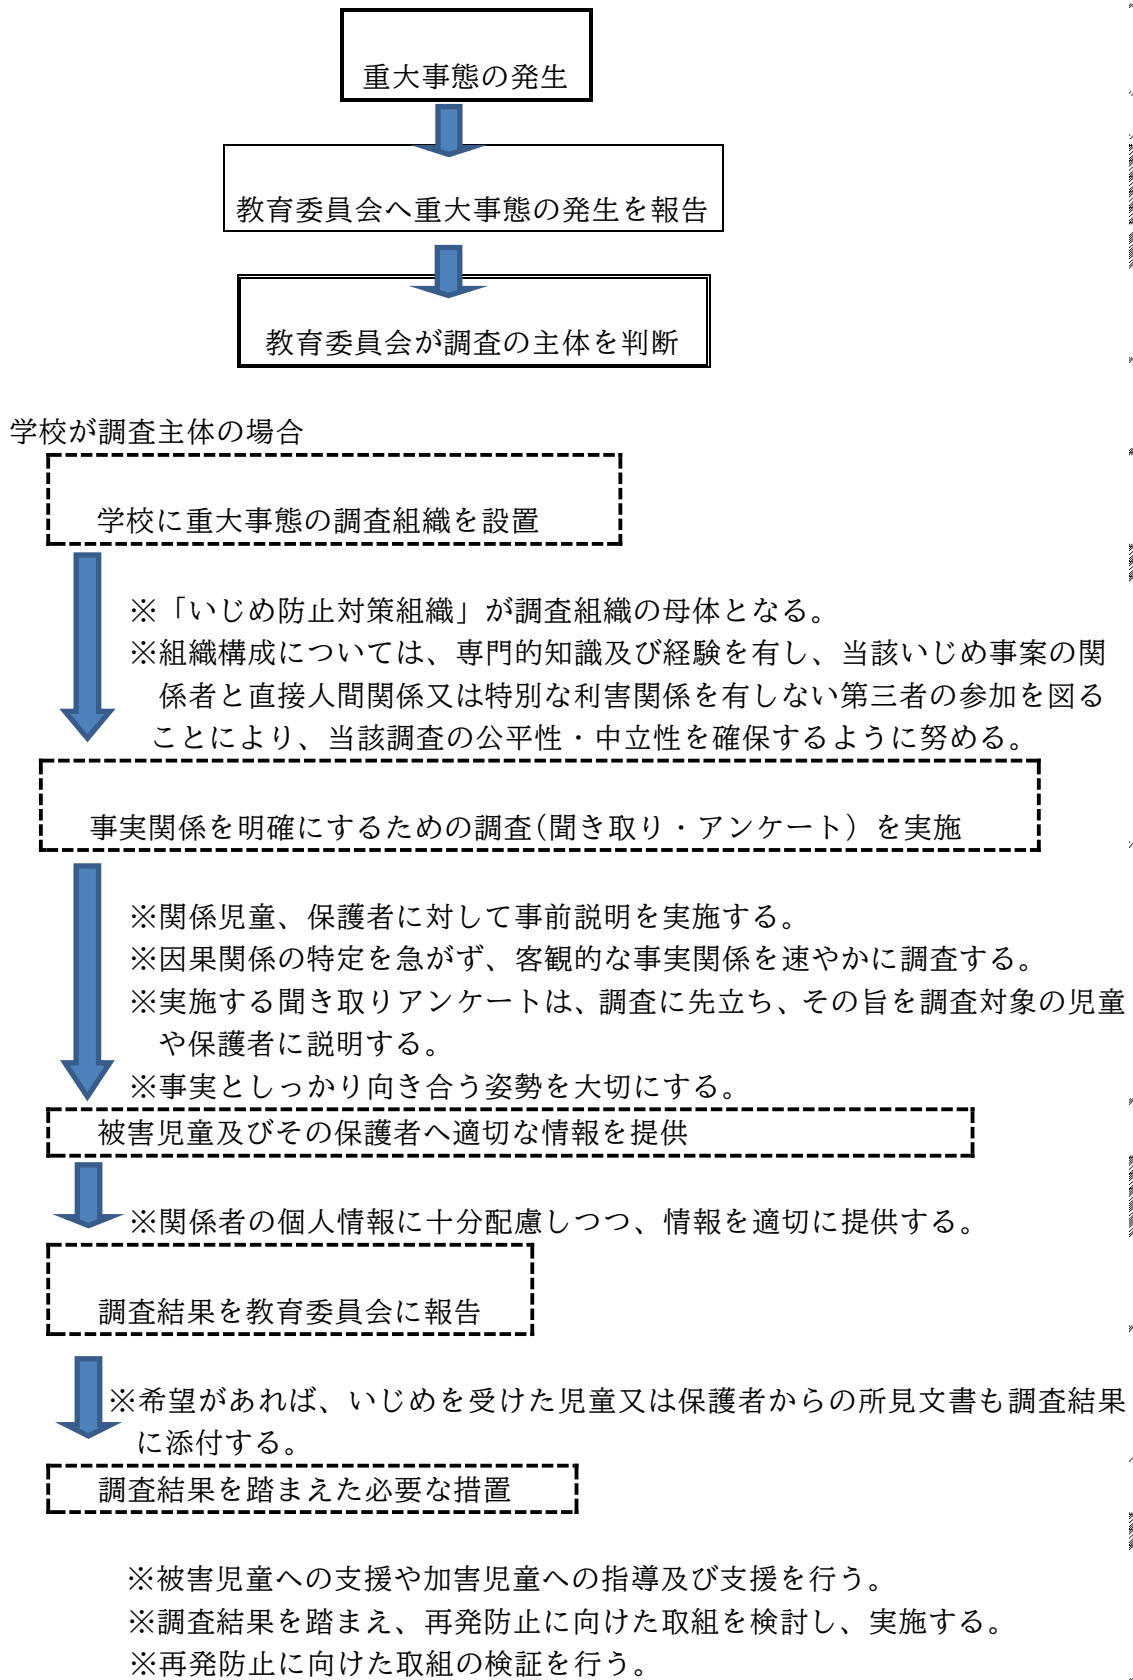 重大事態の発生
教育委員会へ重大事態の発生を報告
教育委員会が調査の主体を判断
学校が調査主体の場合
学校に重大事態の調査組織を設置
※「いじめ防止対策組織」が調査組織の母体となる。
※組織構成については、専門的知識及び経験を有し、当該いじめ事案の関
係者と直接人間関係又は特別な利害関係を有しない第三者の参加を図る
ことにより、当該調査の公平性・中立性を確保するように努める。
事実関係を明確にするための調査(聞き取り・アンケート）を実施
※関係児童、保護者に対して事前説明を実施する。
※因果関係の特定を急がず、客観的な事実関係を速やかに調査する。
※実施する聞き取りアンケートは、調査に先立ち、その旨を調査対象の児童
や保護者に説明する。
※事実としっかり向き合う姿勢を大切にする。
被害児童及びその保護者へ適切な情報を提供
※関係者の個人情報に十分配慮しつつ、情報を適切に提供する。
調査結果を教育委員会に報告
※希望があれば、いじめを受けた児童又は保護者からの所見文書も調査結果
に添付する。
調査結果を踏まえた必要な措置
※被害児童への支援や加害児童への指導及び支援を行う。
※調査結果を踏まえ、再発防止に向けた取組を検討し、実施する。
※再発防止に向けた取組の検証を行う。